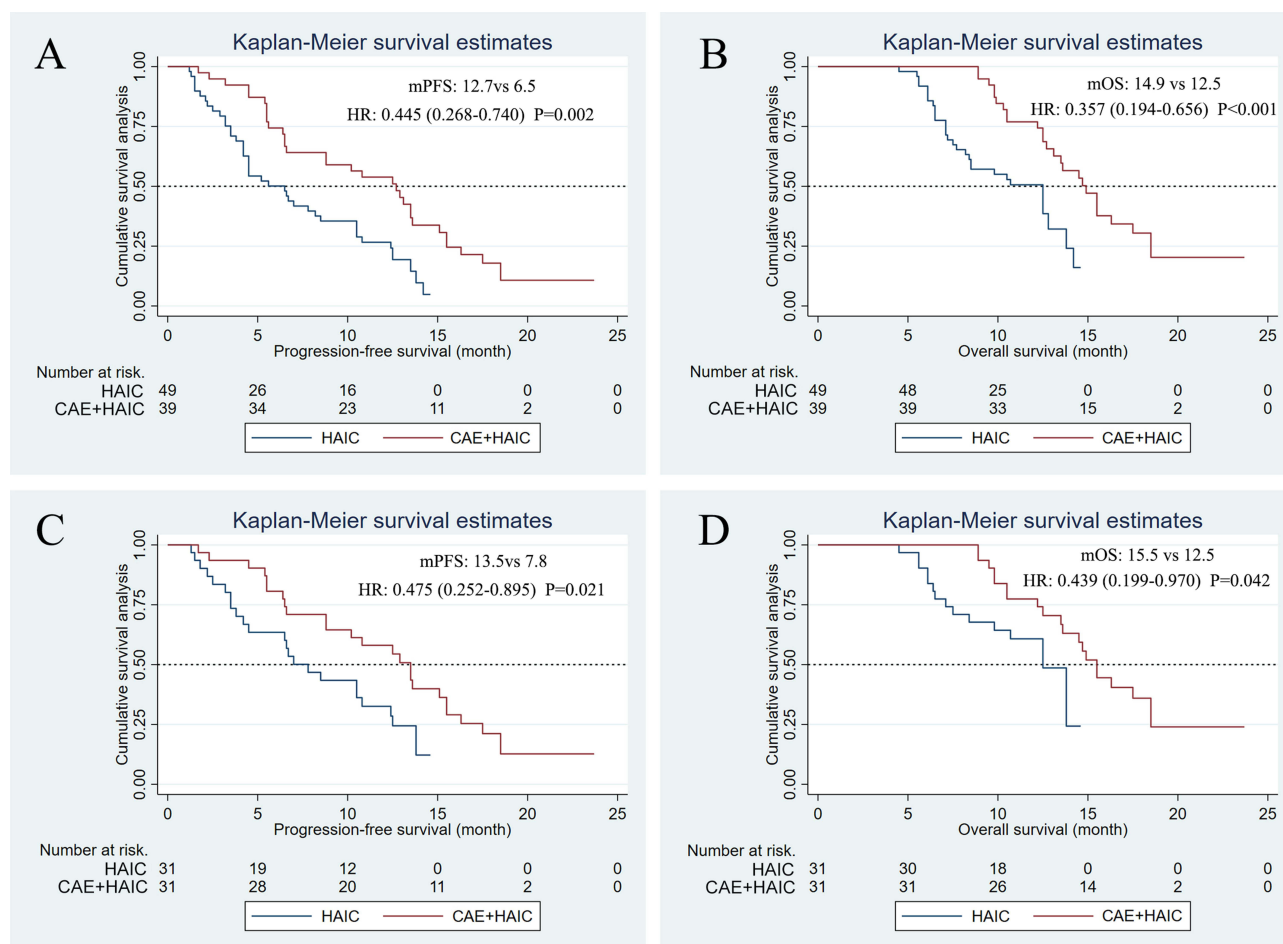 A
Kaplan-Meier survival estimates
mPFS: 12.7vs 6.5
HR: 0.445 (0.268-0.740) P=0.002
Cumulative survival analysis
1.00
0.75
0.50
0.25
0.00
0 5 10 15 20 25
Progression-free survival (month)
Number at risk.
HAIC 49 26 16 0 0 0
CAE+HAIC 39 34 23 11 2 0
HAIC CAE+HAIC
B
Kaplan-Meier survival estimates
mOS: 14.9 vs 12.5
HR: 0.357 (0.194-0.656) P<0.001
Cumulative survival analysis
1.00
0.75
0.50
0.25
0.00
0 5 10 15 20 25
Overall survival (month)
Number at risk.
HAIC 49 48 25 0 0 0
CAE+HAIC 39 39 33 15 2 0
HAIC CAE+HAIC
C
Kaplan-Meier survival estimates
mPFS: 13.5vs 7.8
HR: 0.475 (0.252-0.895) P=0.021
Cumulative survival analysis
1.00
0.75
0.50
0.25
0.00
0 5 10 15 20 25
Progression-free survival (month)
Number at risk.
HAIC 31 19 12 0 0 0
CAE+HAIC 31 28 20 11 2 0
HAIC CAE+HAIC
D
Kaplan-Meier survival estimates
mOS: 15.5 vs 12.5
HR: 0.439 (0.199-0.970) P=0.042
Cumulative survival analysis
1.00
0.75
0.50
0.25
0.00
0 5 10 15 20 25
Overall survival (month)
Number at risk.
HAIC 31 30 18 0 0 0
CAE+HAIC 31 31 26 14 2 0
HAIC CAE+HAIC